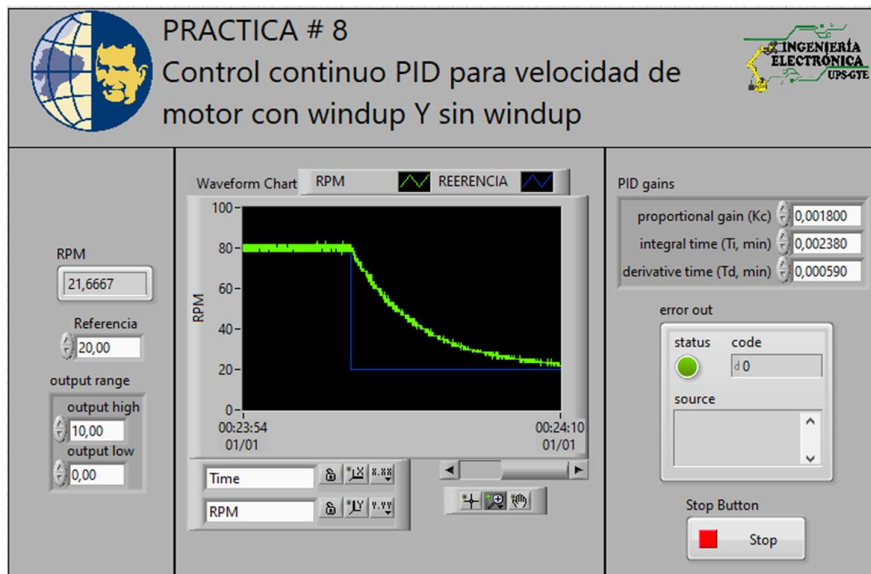 PRACTICA # 8
Control continuo PID para velocidad de
motor con windup Y sin windup
INGENIERÍA
ELECTRÓNICA
UPS-GYE
RPM
21,6667
Referencia
20,00
output range
output high
10,00
output low
0,00
Waveform Chart
RPM
REERENCIA
RPM
100
80
60
40
20
0
00:23:54
01/01
00:24:10
01/01
Time
X.XX
RPM
Y.YY
PID gains
proportional gain (Kc) 0,001800
integral time (Ti, min) 0,002380
derivative time (Td, min) 0,000590
error out
status
code
d 0
source
Stop Button
Stop